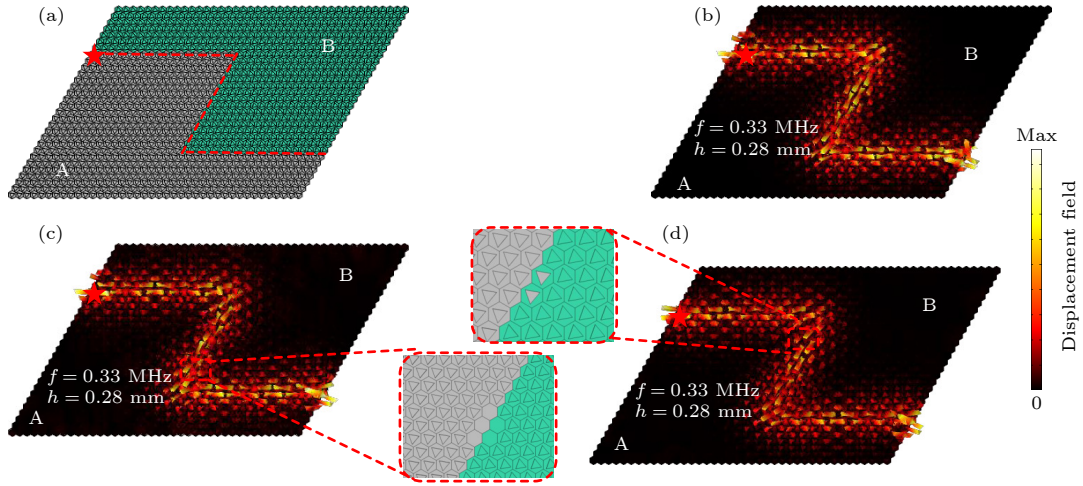 (a)
B
A
(b)
B
f = 0.33 MHz
h = 0.28 mm
A
Max
Displacement field
0
(c)
B
f = 0.33 MHz
h = 0.28 mm
A
(d)
B
f = 0.33 MHz
h = 0.28 mm
A